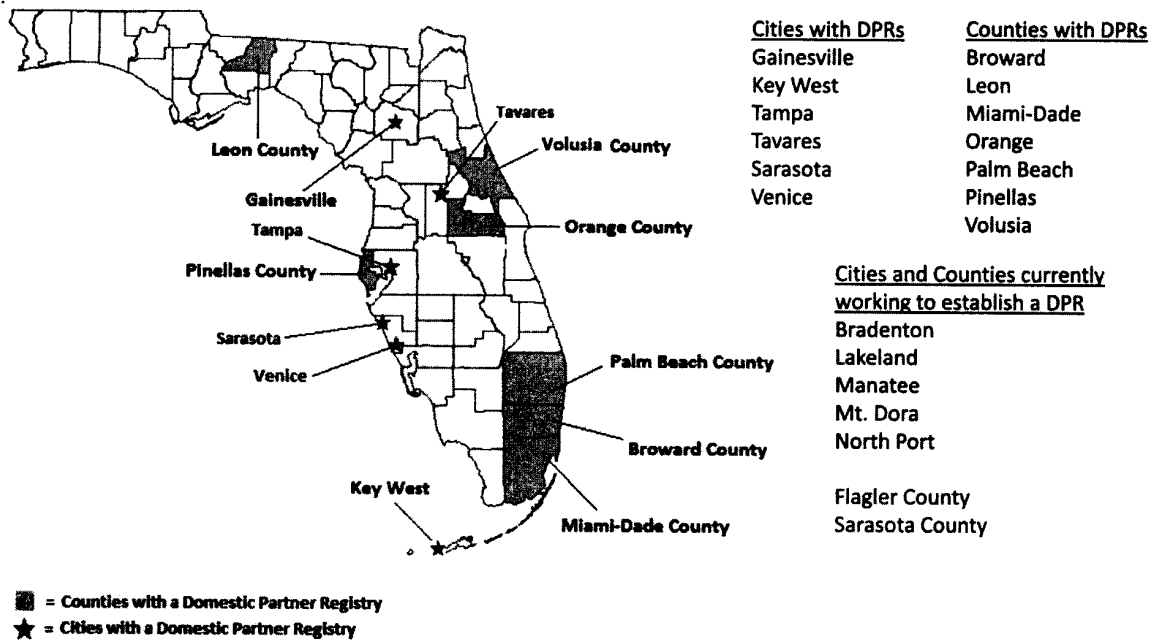 Tavares
Volusia County
Leon County
Gainesville
Tampa
Orange County
Pinellas County
Sarasota
Venice
Palm Beach County
Broward County
Key West
Miami-Dade County
= Counties with a Domestic Partner Registry
= Cities with a Domestic Partner Registry
Cities with DPRs
Gainesville
Key West
Tampa
Tavares
Sarasota
Venice
Counties with DPRs
Broward
Leon
Miami-Dade
Orange
Palm Beach
Pinellas
Volusia
Cities and Counties currently
working to establish a DPR
Bradenton
Lakeland
Manatee
Mt. Dora
North Port
Flagler County
Sarasota County